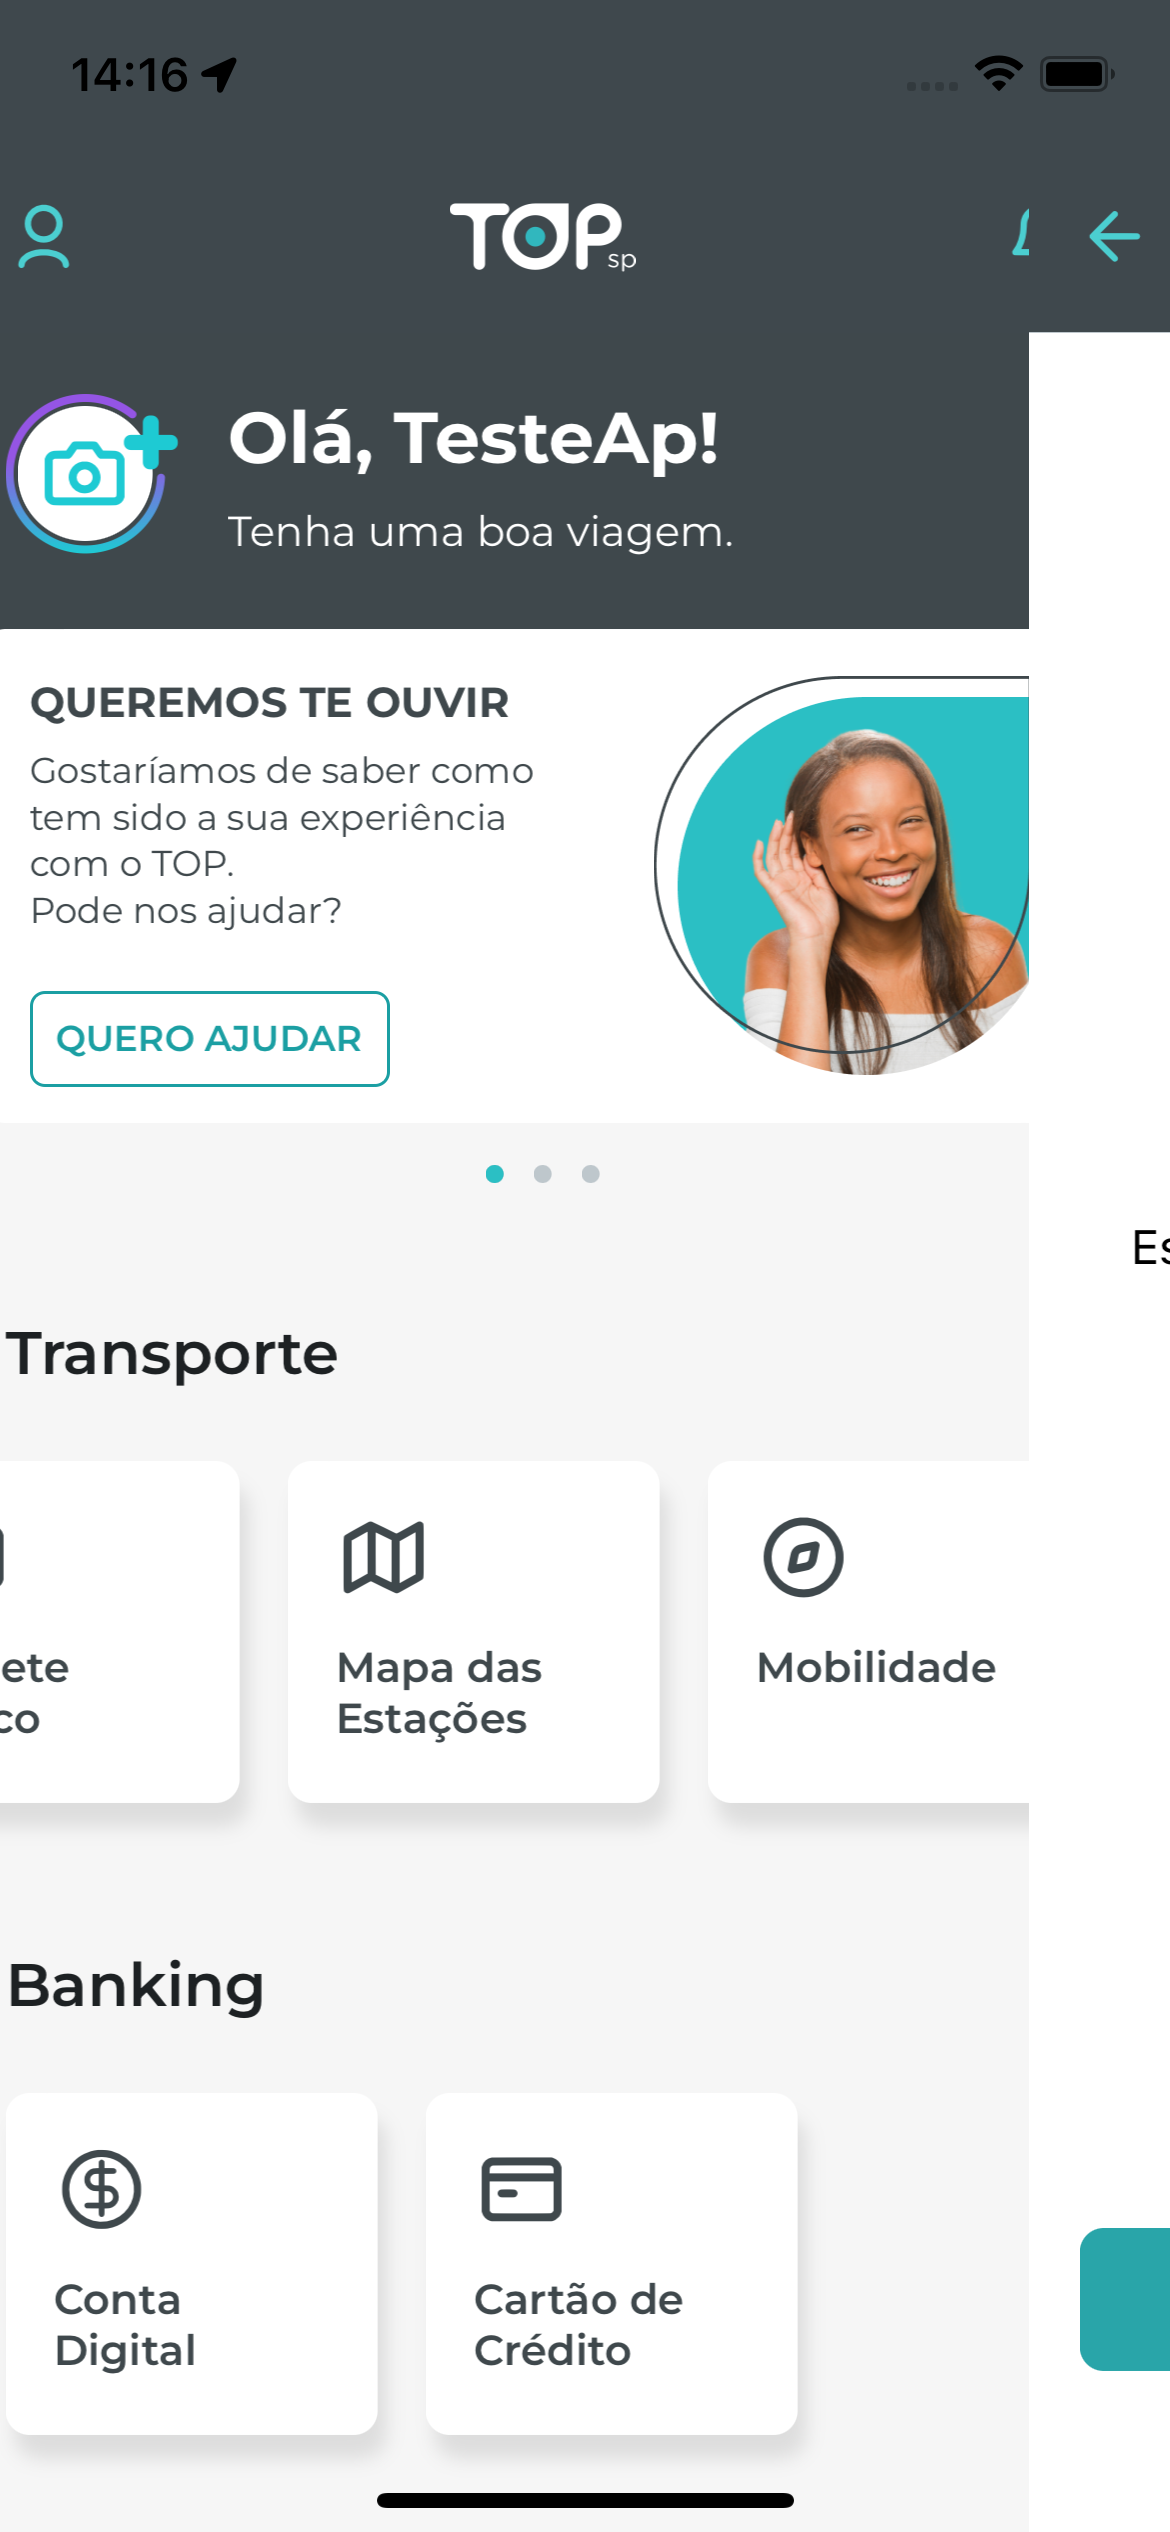 14:16
TOP
sp
Olá, TesteAp!
Tenha uma boa viagem.
QUEREMOS TE OUVIR
Gostaríamos de saber como
tem sido a sua experiência
com o TOP.
Pode nos ajudar?
QUERO AJUDAR
Es
Transporte
ete
co
Mapa das
Estações
Mobilidade
Banking
Conta
Digital
Cartão de
Crédito